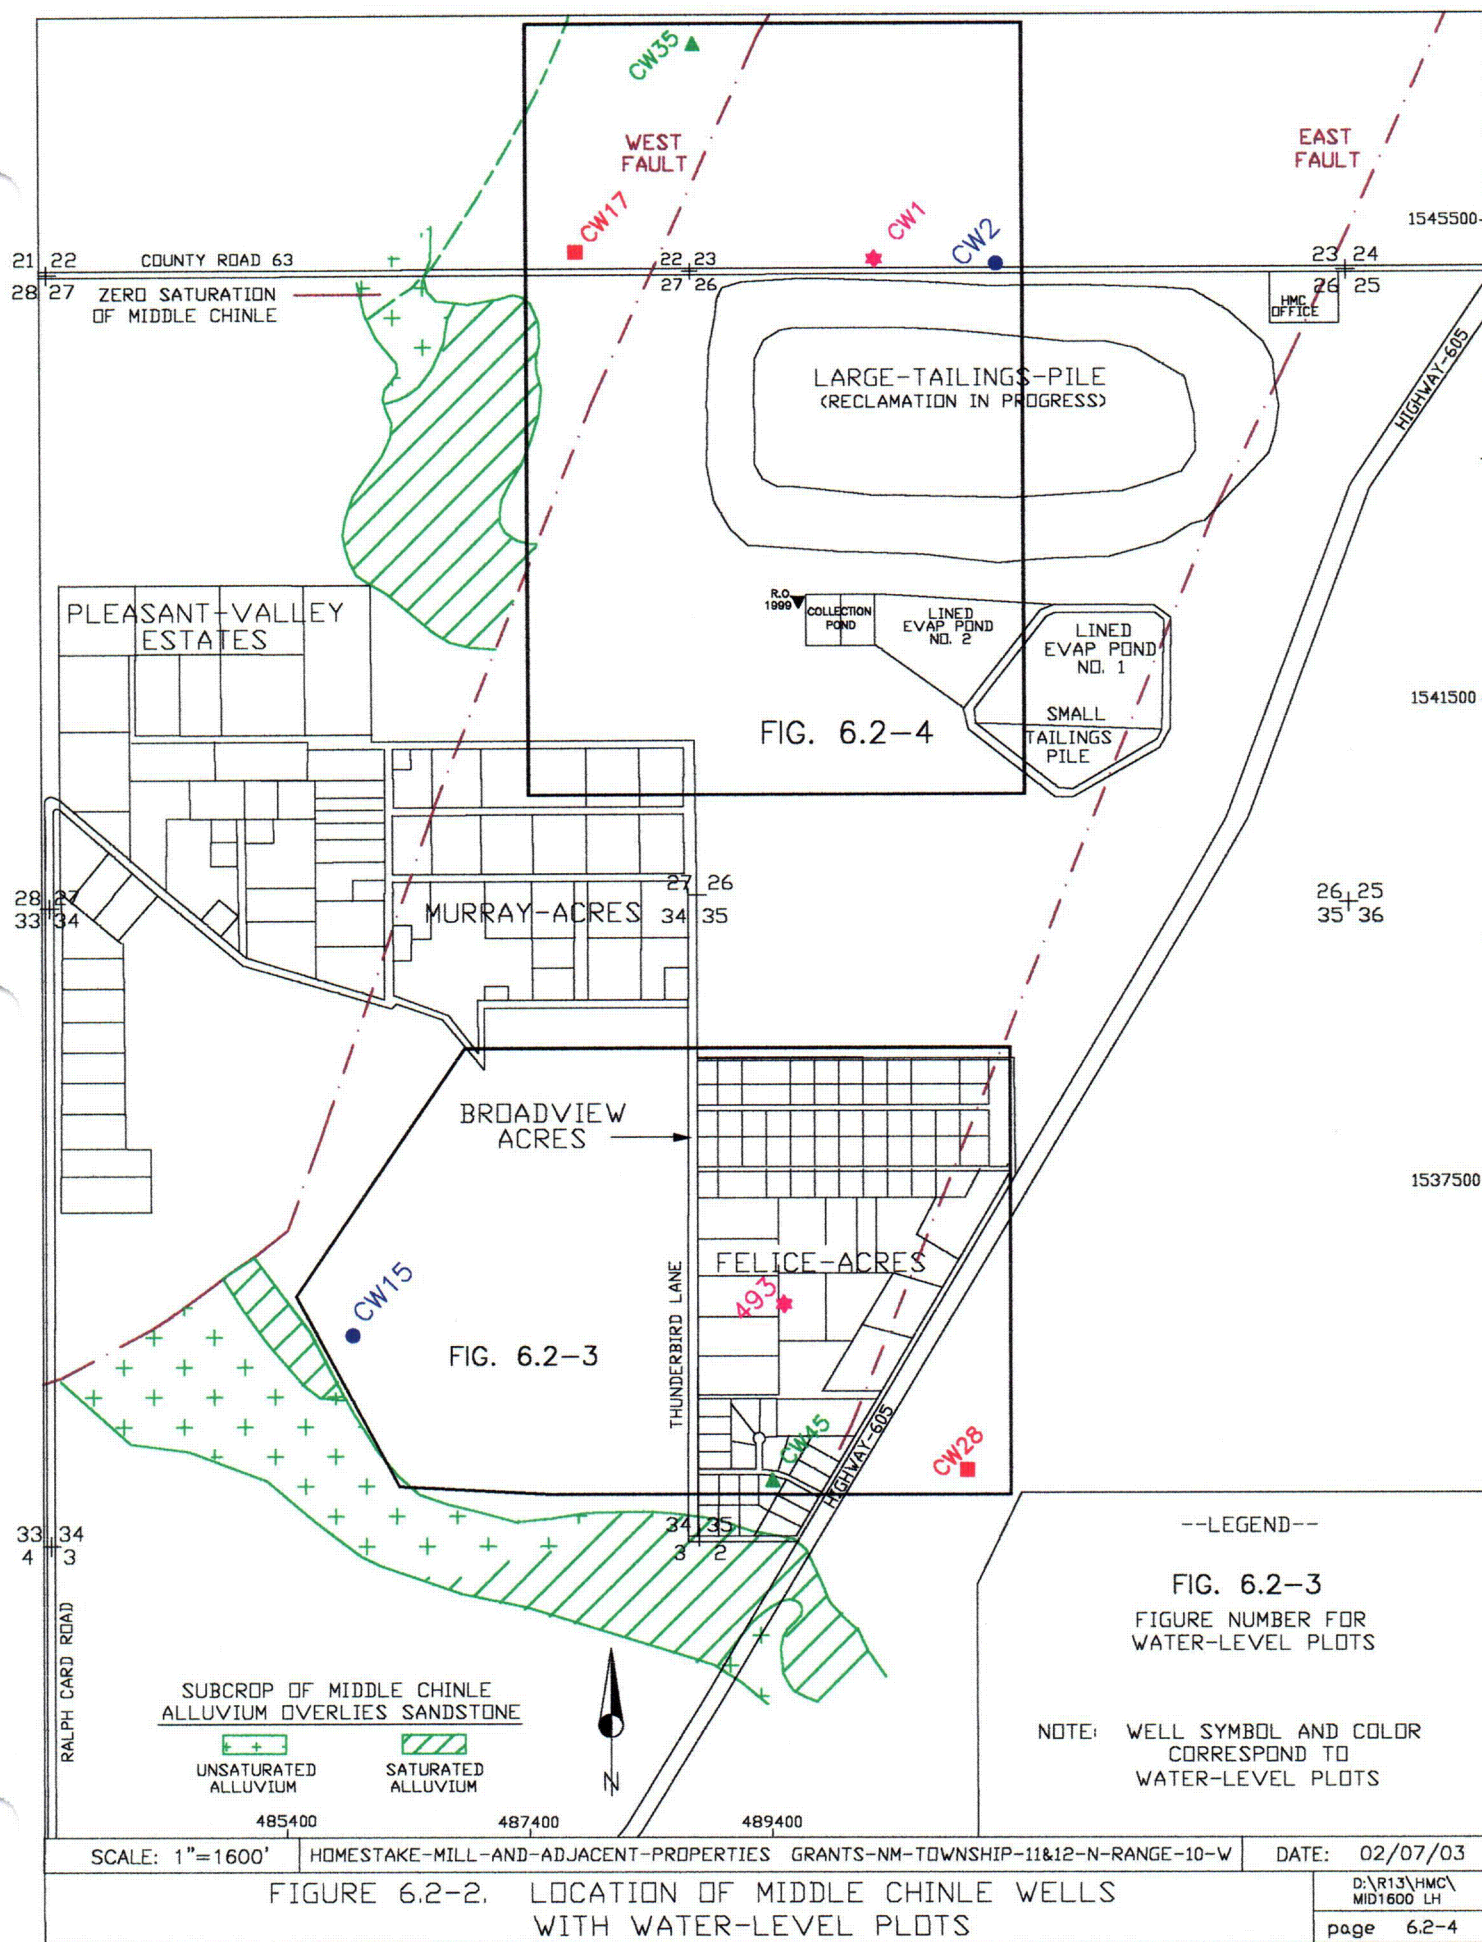 CW35
WEST
FAULT
EAST
FAULT
CW17
CW1
CW2
1545500
21 22
28 27
COUNTY ROAD 63
22 23
27 26
23 24
26 25
ZERO SATURATION
OF MIDDLE CHINLE
HMC
OFFICE
HIGHWAY-605
LARGE-TAILINGS-PILE
(RECLAMATION IN PROGRESS)
PLEASANT-VALLEY
ESTATES
R.O.
1999
COLLECTION
POND
LINED
EVAP POND
NO. 2
LINED
EVAP POND
NO. 1
1541500
SMALL
TAILINGS
PILE
FIG. 6.2-4
28 27
33 34
MURRAY-ACRES
27 26
34 35
26 25
35 36
BROADVIEW
ACRES
1537500
FELICE-ACRES
CW15
493
THUNDERBIRD LANE
FIG. 6.2-3
CW45
HIGHWAY-605
CW28
33 34
4 3
34 35
3 2
--LEGEND--
FIG. 6.2-3
FIGURE NUMBER FOR
WATER-LEVEL PLOTS
RALPH CARD ROAD
SUBCROP OF MIDDLE CHINLE
ALLUVIUM OVERLIES SANDSTONE
UNSATURATED
ALLUVIUM
SATURATED
ALLUVIUM
N
NOTE: WELL SYMBOL AND COLOR
CORRESPOND TO
WATER-LEVEL PLOTS
485400
487400
489400
SCALE: 1"=1600'
HOMESTAKE-MILL-AND-ADJACENT-PROPERTIES GRANTS-NM-TOWNSHIP-11&12-N-RANGE-10-W
DATE: 02/07/03
FIGURE 6.2-2. LOCATION OF MIDDLE CHINLE WELLS
WITH WATER-LEVEL PLOTS
D:\R13\HMC\
MID1600 LH
page 6.2-4